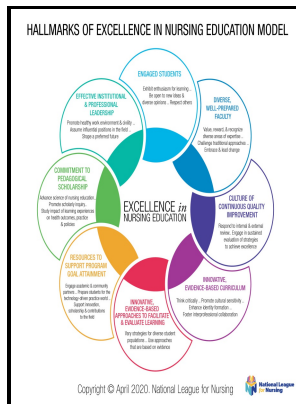 HALLMARKS OF EXCELLENCE IN NURSING EDUCATION MODEL
ENGAGED STUDENTS
Exhibit enthusiasm for learning...
Be open to new ideas &
diverse opinions... Respect others
DIVERSE,
WELL-PREPARED
FACULTY
Value, reward, & recognize
diverse areas of expertise...
Challenge traditional approaches...
Embrace & lead change
CULTURE OF
CONTINUOUS QUALITY
IMPROVEMENT
Respond to internal & external
review. Engage in sustained
evaluation of strategies
to achieve excellence
INNOVATIVE,
EVIDENCE-BASED CURRICULUM
Think critically... Promote cultural sensitivity...
Enhance identity formation...
Foster interprofessional collaboration
INNOVATIVE,
EVIDENCE-BASED
APPROACHES TO FACILITATE
& EVALUATE LEARNING
Vary strategies for diverse student
populations... Use approaches
that are based on evidence
RESOURCES TO
SUPPORT PROGRAM
GOAL ATTAINMENT
Engage academic & community
partners... Prepare students for the
technology-driven practice world...
Support innovation,
scholarship & contributions
to the field
COMMITMENT TO
PEDAGOGICAL
SCHOLARSHIP
Advance science of nursing education...
Promote scholarly inquiry...
Study impact of learning experiences
on health outcomes, practice
& policies
EFFECTIVE INSTITUTIONAL
& PROFESSIONAL
LEADERSHIP
Promote healthy work environment & civility...
Assume influential positions in the field...
Shape a preferred future
EXCELLENCE in
NURSING EDUCATION
Copyright © April 2020. National League for Nursing
National League
for Nursing